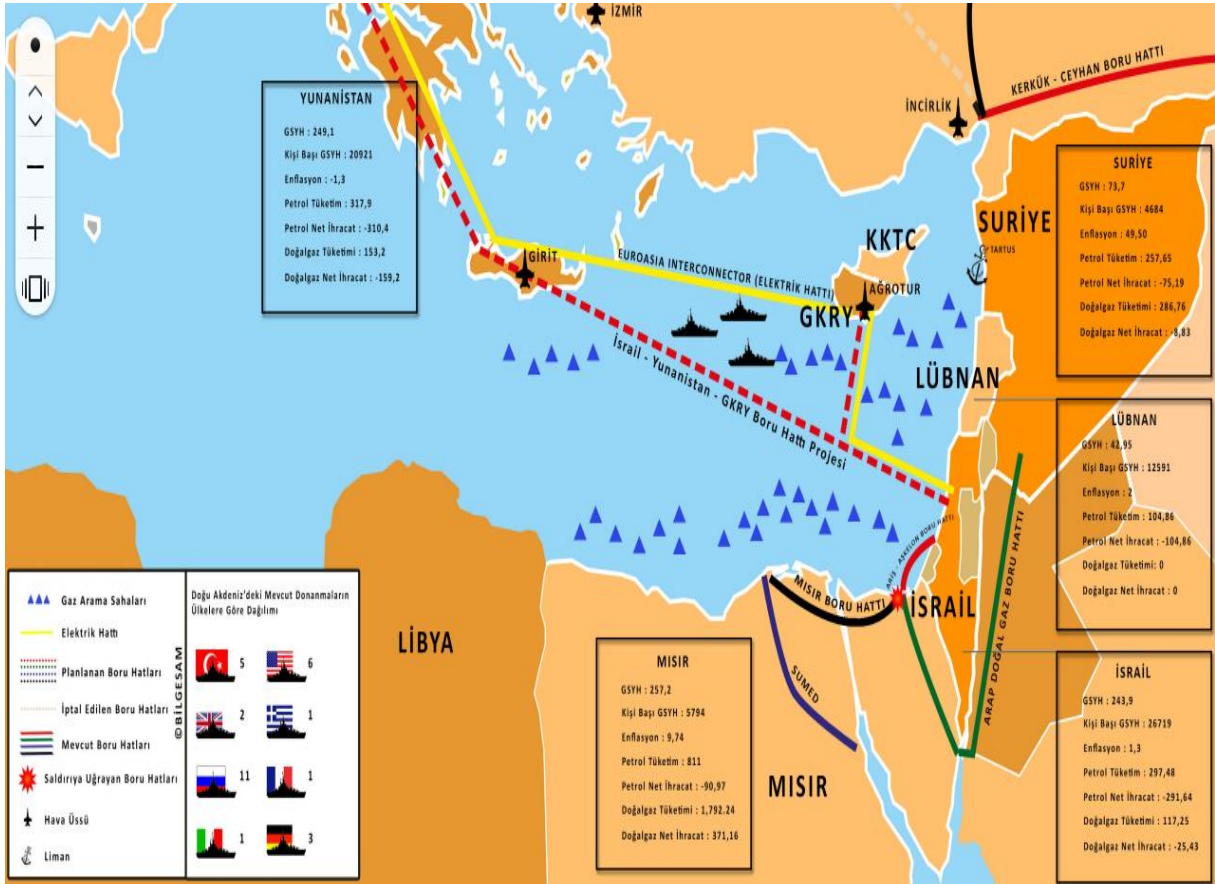 İZMİR
KERKÜK - CEYHAN BORU HATTI
İNCİRLİK
YUNANİSTAN
GSYH : 249,1
Kişi Başı GSYH : 20921
Enflasyon : -1,3
Petrol Tüketim : 317,9
Petrol Net İhracat : -310,4
Doğalgaz Tüketimi : 153,2
Doğalgaz Net İhracat : -159,2
SURİYE
GSYH : 73,7
Kişi Başı GSYH : 4684
Enflasyon : 49,50
Petrol Tüketim : 257,65
Petrol Net İhracat : -75,19
Doğalgaz Tüketimi : 286,76
Doğalgaz Net İhracat : -8,83
SURİYE
TARTUS
KKTC
GİRİT
EUROASIA INTERCONNECTOR (ELEKTRİK HATTI)
AĞROTUR
GKRY
İsrail - Yunanistan - GKRY Boru Hattı Projesi
LÜBNAN
LÜBNAN
GSYH : 42,95
Kişi Başı GSYH : 12591
Enflasyon : 2
Petrol Tüketim : 104,86
Petrol Net İhracat : -104,86
Doğalgaz Tüketimi: 0
Doğalgaz Net İhracat : 0
ARİŞ - AŞKELON BORU HATTI
MISIR BORU HATTI
İSRAİL
ARAP DOĞAL GAZ BORU HATTI
SUMED
LİBYA
MISIR
MISIR
GSYH : 257,2
Kişi Başı GSYH : 5794
Enflasyon : 9,74
Petrol Tüketim : 811
Petrol Net İhracat : -90,97
Doğalgaz Tüketimi : 1,792.24
Doğalgaz Net İhracat : 371,16
İSRAİL
GSYH : 243,9
Kişi Başı GSYH : 26719
Enflasyon : 1,3
Petrol Tüketim : 297,48
Petrol Net İhracat : -291,64
Doğalgaz Tüketimi : 117,25
Doğalgaz Net İhracat : -25,43
Gaz Arama Sahaları
Elektrik Hattı
Planlanan Boru Hatları
İptal Edilen Boru Hatları
Mevcut Boru Hatları
Saldırıya Uğrayan Boru Hatları
Hava Üssü
Liman
©BİLGESAM
Doğu Akdeniz'deki Mevcut Donanmaların
Ülkelere Göre Dağılımı
5
6
2
1
11
1
1
3